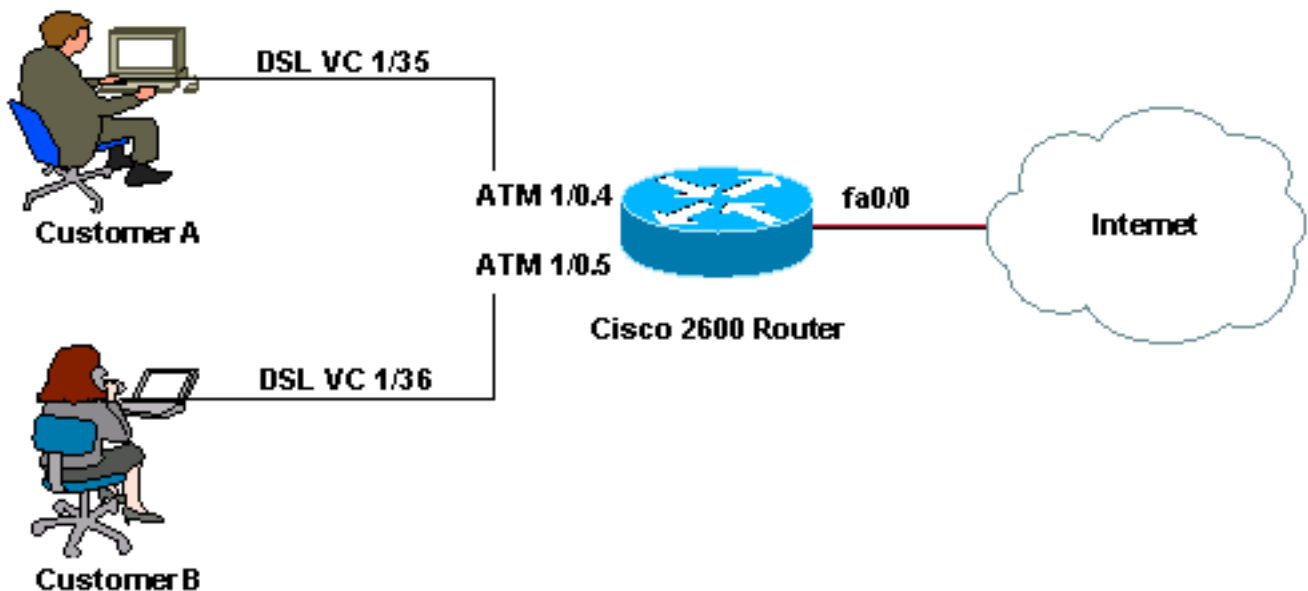 DSL VC 1/35
Customer A
ATM 1/0.4
fa0/0
Internet
ATM 1/0.5
Cisco 2600 Router
DSL VC 1/36
Customer B